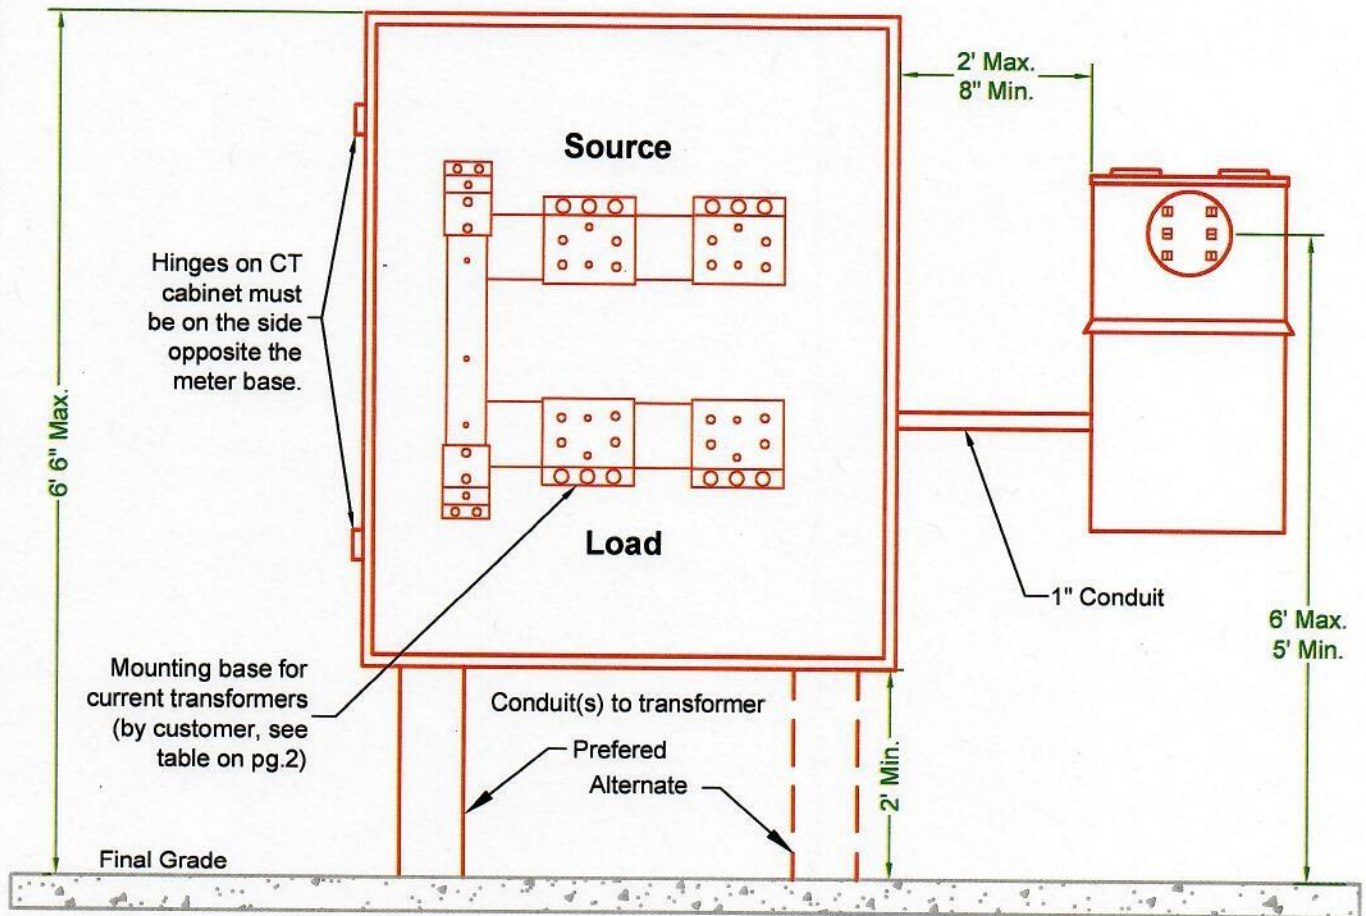 2' Max.
8" Min.
Source
Hinges on CT
cabinet must
be on the side
opposite the
meter base.
6' 6" Max.
Load
1" Conduit
6' Max.
5' Min.
Mounting base for
current transformers
(by customer, see
table on pg.2)
Conduit(s) to transformer
Prefered
Alternate
2' Min.
Final Grade